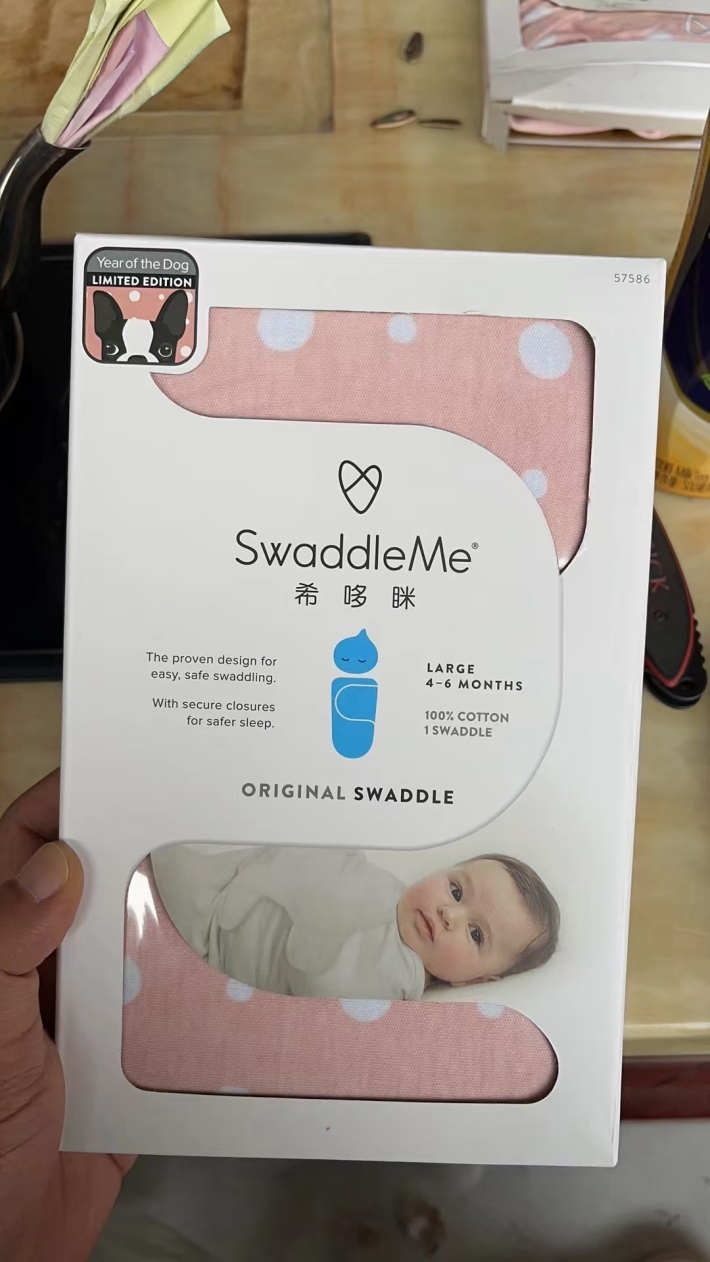 Year of the Dog
LIMITED EDITION
57586
SwaddleMe®
希哆眯
The proven design for
easy, safe swaddling.
With secure closures
for safer sleep.
LARGE
4–6 MONTHS
100% COTTON
1 SWADDLE
ORIGINAL SWADDLE